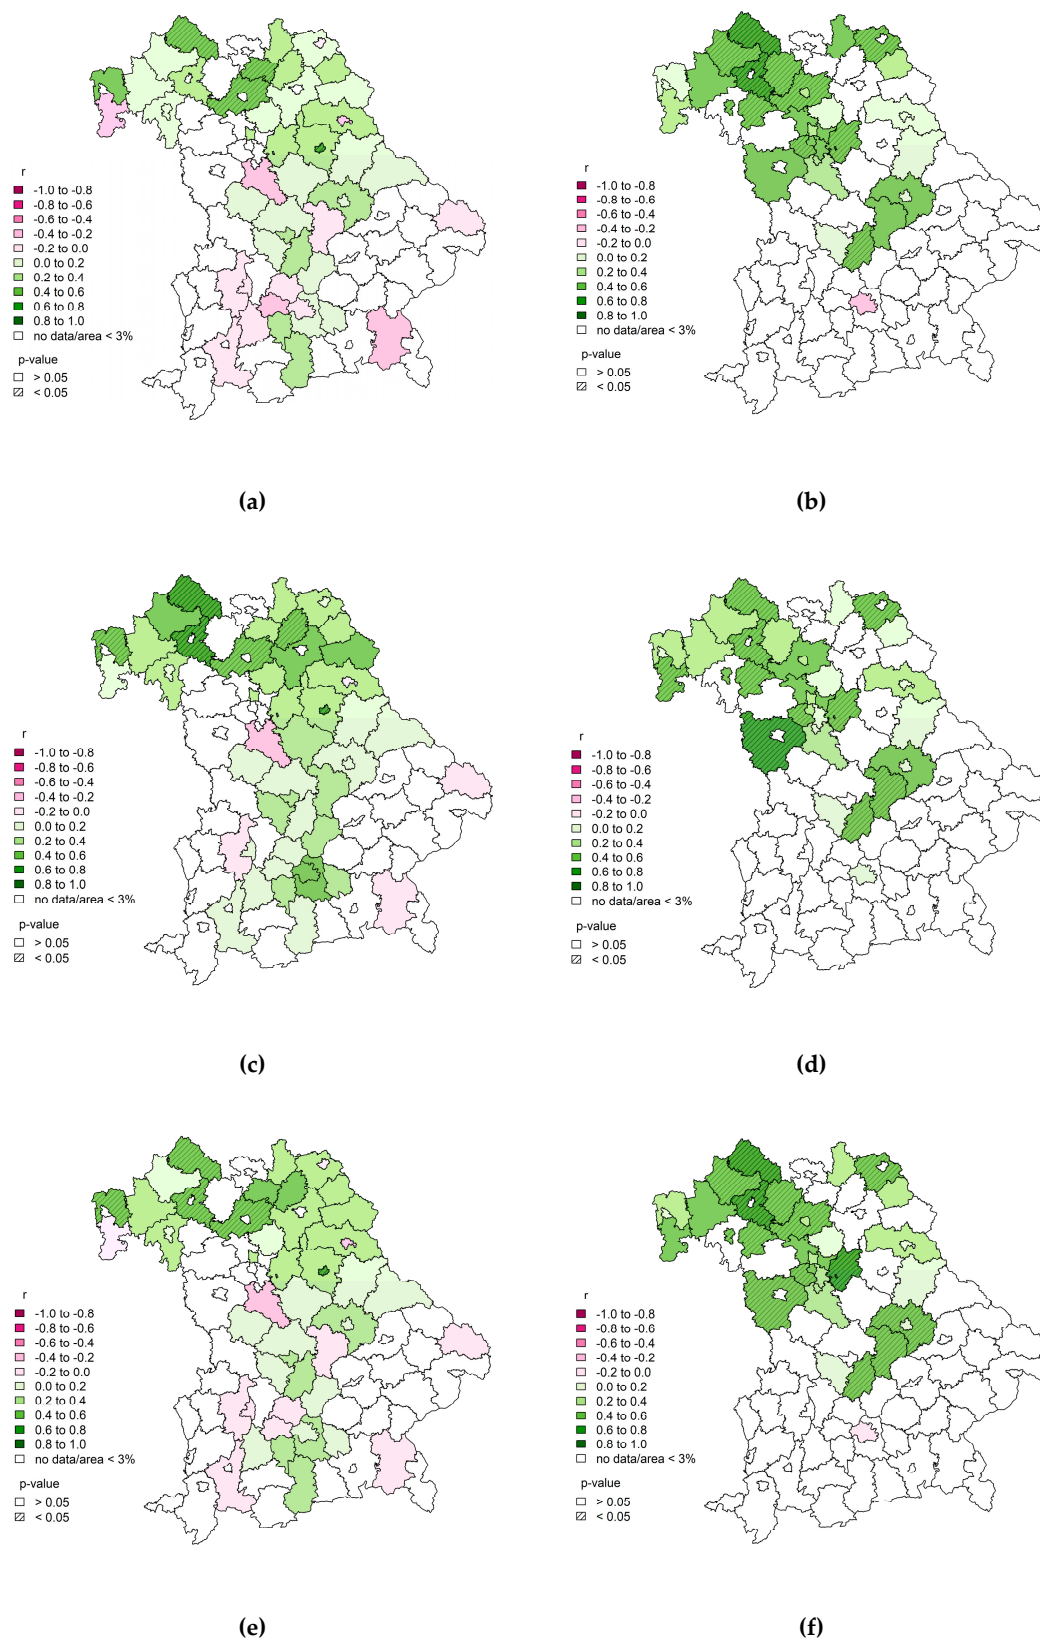 r
-1.0 to -0.8
-0.8 to -0.6
-0.6 to -0.4
-0.4 to -0.2
-0.2 to 0.0
0.0 to 0.2
0.2 to 0.4
0.4 to 0.6
0.6 to 0.8
0.8 to 1.0
no data/area < 3%
p-value
> 0.05
< 0.05
(a)
r
-1.0 to -0.8
-0.8 to -0.6
-0.6 to -0.4
-0.4 to -0.2
-0.2 to 0.0
0.0 to 0.2
0.2 to 0.4
0.4 to 0.6
0.6 to 0.8
0.8 to 1.0
no data/area < 3%
p-value
> 0.05
< 0.05
(b)
r
-1.0 to -0.8
-0.8 to -0.6
-0.6 to -0.4
-0.4 to -0.2
-0.2 to 0.0
0.0 to 0.2
0.2 to 0.4
0.4 to 0.6
0.6 to 0.8
0.8 to 1.0
no data/area < 3%
p-value
> 0.05
< 0.05
(c)
r
-1.0 to -0.8
-0.8 to -0.6
-0.6 to -0.4
-0.4 to -0.2
-0.2 to 0.0
0.0 to 0.2
0.2 to 0.4
0.4 to 0.6
0.6 to 0.8
0.8 to 1.0
no data/area < 3%
p-value
> 0.05
< 0.05
(d)
r
-1.0 to -0.8
-0.8 to -0.6
-0.6 to -0.4
-0.4 to -0.2
-0.2 to 0.0
0.0 to 0.2
0.2 to 0.4
0.4 to 0.6
0.6 to 0.8
0.8 to 1.0
no data/area < 3%
p-value
> 0.05
< 0.05
(e)
r
-1.0 to -0.8
-0.8 to -0.6
-0.6 to -0.4
-0.4 to -0.2
-0.2 to 0.0
0.0 to 0.2
0.2 to 0.4
0.4 to 0.6
0.6 to 0.8
0.8 to 1.0
no data/area < 3%
p-value
> 0.05
< 0.05
(f)